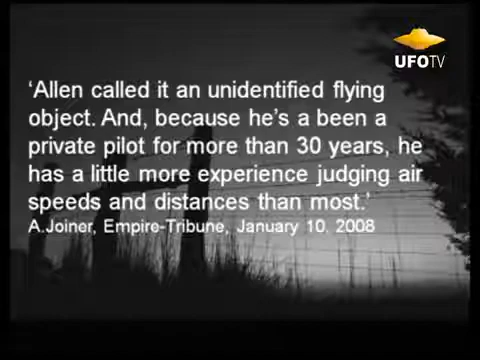 UFOTV
‘Allen called it an unidentified flying
object. And, because he’s a been a
private pilot for more than 30 years, he
has a little more experience judging air
speeds and distances than most.’
A.Joiner, Empire-Tribune, January 10, 2008